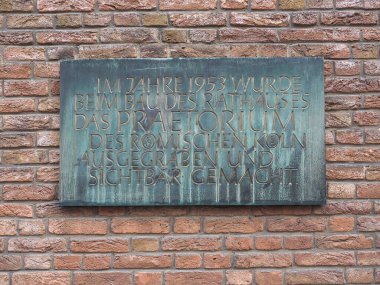 IM JAHRE 1953 WURDE
BEIM BAU DES RATHAUSES
DAS PRAETORIUM
DES RÖMISCHEN KÖLN
AUSGEGRABEN UND
SICHTBAR GEMACHT